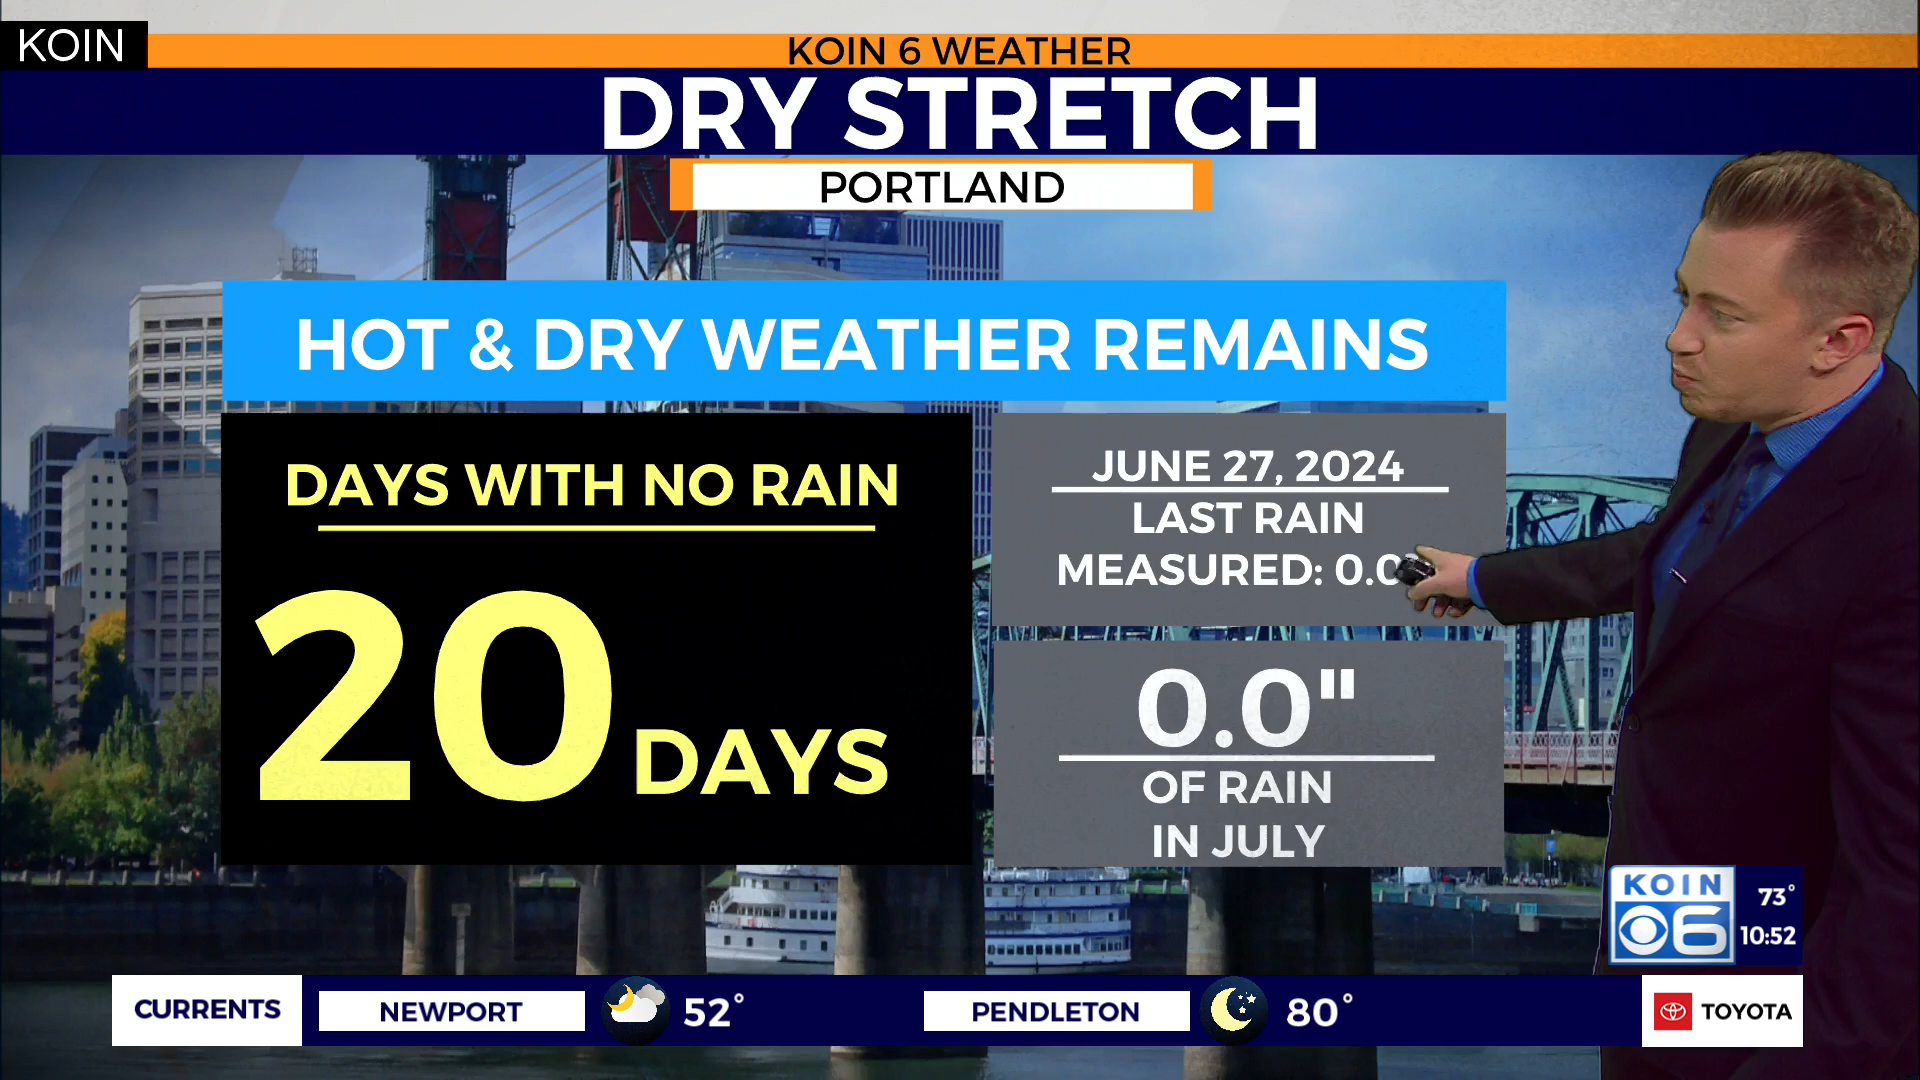 KOIN
KOIN 6 WEATHER
DRY STRETCH
PORTLAND
HOT & DRY WEATHER REMAINS
DAYS WITH NO RAIN
20 DAYS
JUNE 27, 2024
LAST RAIN
MEASURED:
0.0"
OF RAIN
IN JULY
KOIN
6
73°
10:52
CURRENTS
NEWPORT
52°
PENDLETON
80°
TOYOTA